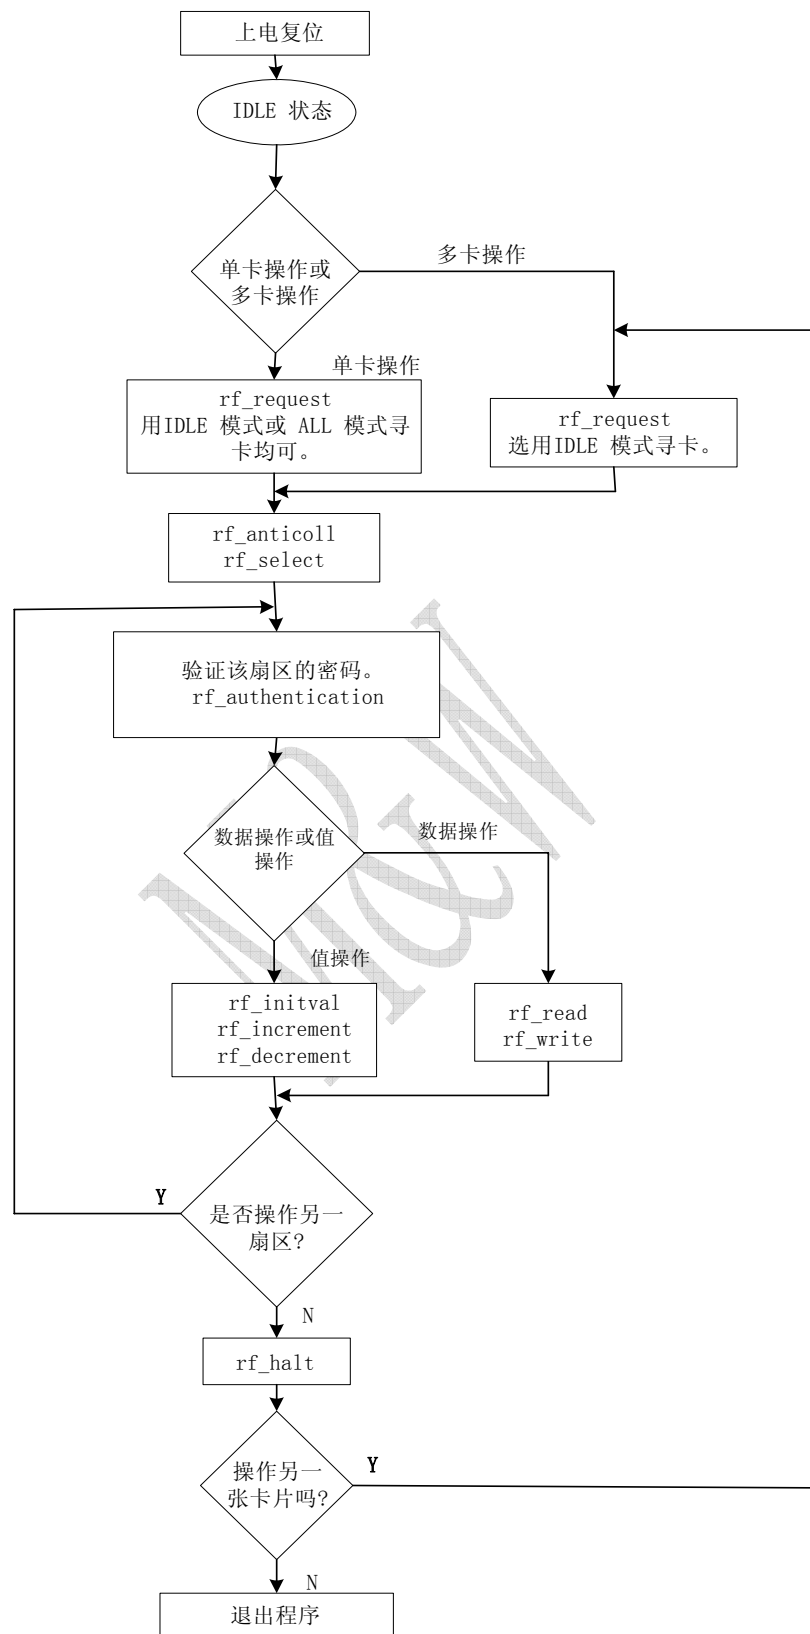 上电复位
IDLE 状态
单卡操作或
多卡操作
多卡操作
单卡操作
rf_request
用IDLE 模式或 ALL 模式寻
卡均可。
rf_request
选用IDLE 模式寻卡。
rf_anticoll
rf_select
验证该扇区的密码。
rf_authentication
数据操作或值
操作
数据操作
值操作
rf_initval
rf_increment
rf_decrement
rf_read
rf_write
Y
是否操作另一
扇区?
N
rf_halt
操作另一
张卡片吗?
Y
N
退出程序
M&W